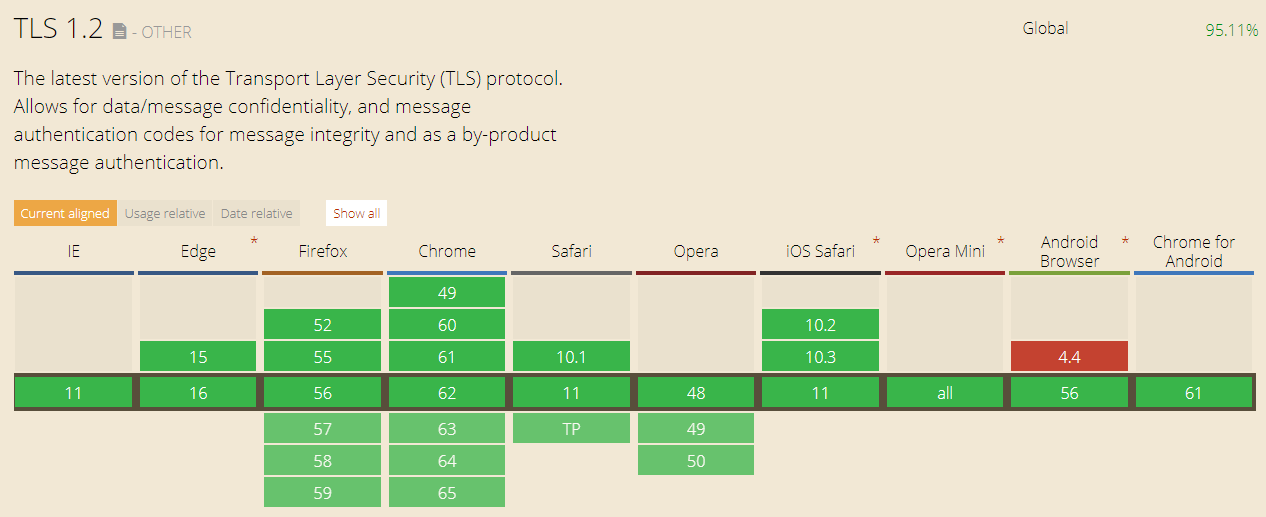 TLS 1.2 - OTHER
Global 95.11%
The latest version of the Transport Layer Security (TLS) protocol.
Allows for data/message confidentiality, and message
authentication codes for message integrity and as a by-product
message authentication.
Current aligned Usage relative Date relative Show all
IE Edge * Firefox Chrome Safari Opera iOS Safari * Opera Mini * Android Browser * Chrome for Android
49
52 60 10.2
15 55 61 10.1 10.3 4.4
11 16 56 62 11 48 11 all 56 61
57 63 TP 49
58 64 50
59 65